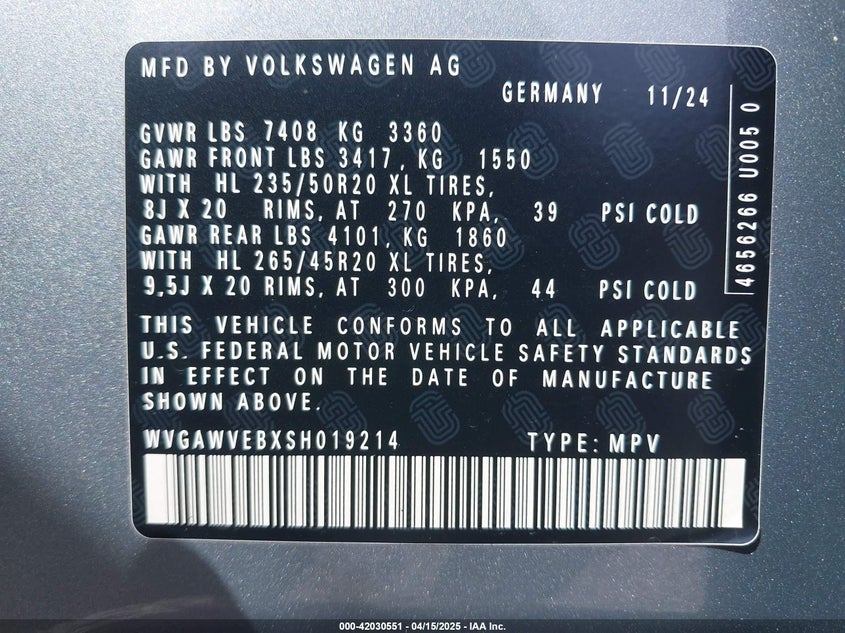 MFD BY VOLKSWAGEN AG
GERMANY 11/24
GVWR LBS 7408 KG 3360
GAWR FRONT LBS 3417, KG 1550
WITH HL 235/50R20 XL TIRES,
8J X 20 RIMS, AT 270 KPA, 39 PSI COLD
GAWR REAR LBS 4101, KG 1860
WITH HL 265/45R20 XL TIRES,
9,5J X 20 RIMS, AT 300 KPA, 44 PSI COLD
THIS VEHICLE CONFORMS TO ALL APPLICABLE
U.S. FEDERAL MOTOR VEHICLE SAFETY STANDARDS
IN EFFECT ON THE DATE OF MANUFACTURE
SHOWN ABOVE.
WVGAWVEBXSH019214 TYPE: MPV
4656266 U005 0
000-42030551 - 04/15/2025 - IAA Inc.